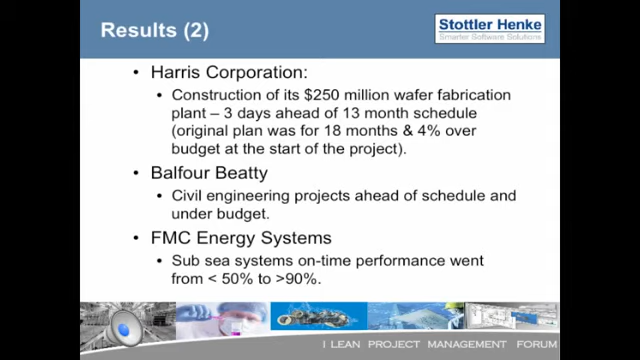 Results (2)
Stottler Henke
Smarter Software Solutions
• Harris Corporation:
• Construction of its $250 million wafer fabrication
plant – 3 days ahead of 13 month schedule
(original plan was for 18 months & 4% over
budget at the start of the project).
• Balfour Beatty
• Civil engineering projects ahead of schedule and
under budget.
• FMC Energy Systems
• Sub sea systems on-time performance went
from < 50% to >90%.
I LEAN PROJECT MANAGEMENT FORUM